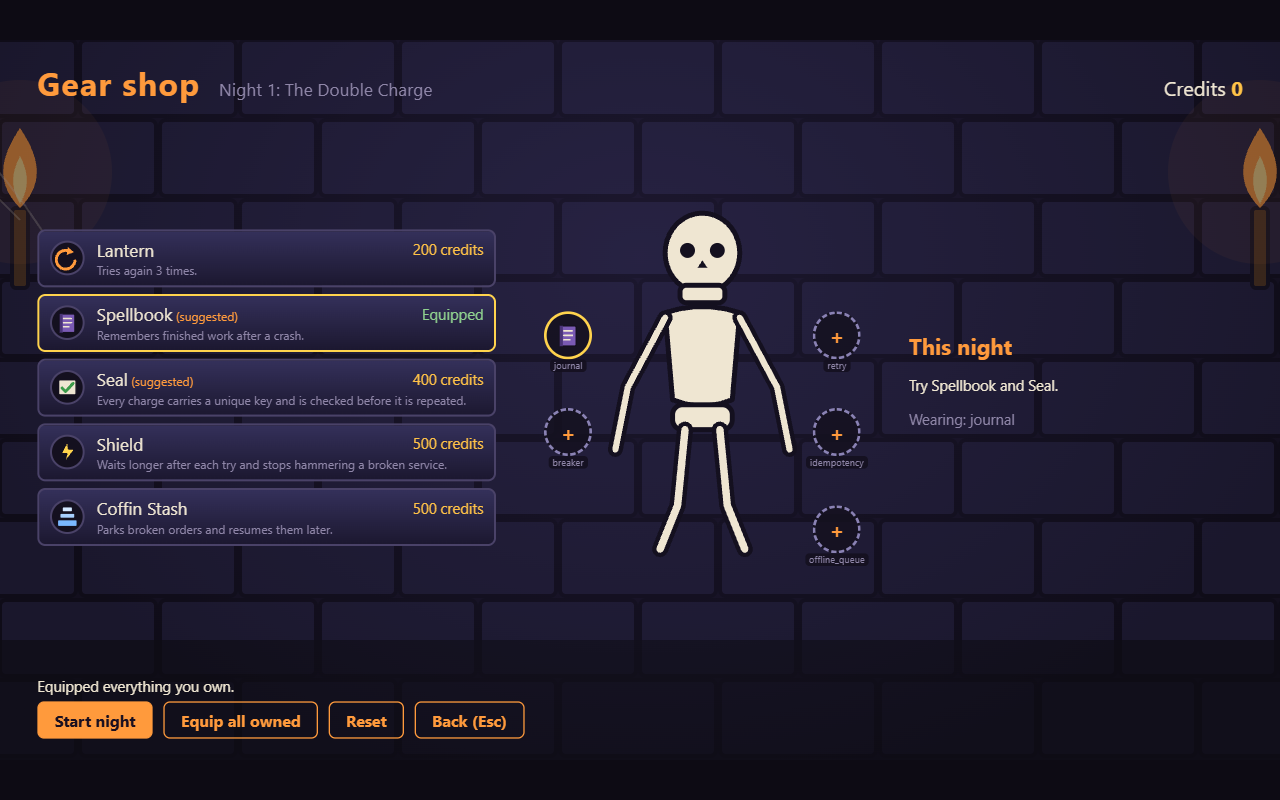 Gear shop
Night 1: The Double Charge
Credits 0
Lantern
200 credits
Tries again 3 times.
Spellbook (suggested)
Equipped
Remembers finished work after a crash.
Seal (suggested)
400 credits
Every charge carries a unique key and is checked before it is repeated.
Shield
500 credits
Waits longer after each try and stops hammering a broken service.
Coffin Stash
500 credits
Parks broken orders and resumes them later.
journal
+
retry
+
breaker
+
idempotency
+
offline_queue
This night
Try Spellbook and Seal.
Wearing: journal
Equipped everything you own.
Start night
Equip all owned
Reset
Back (Esc)